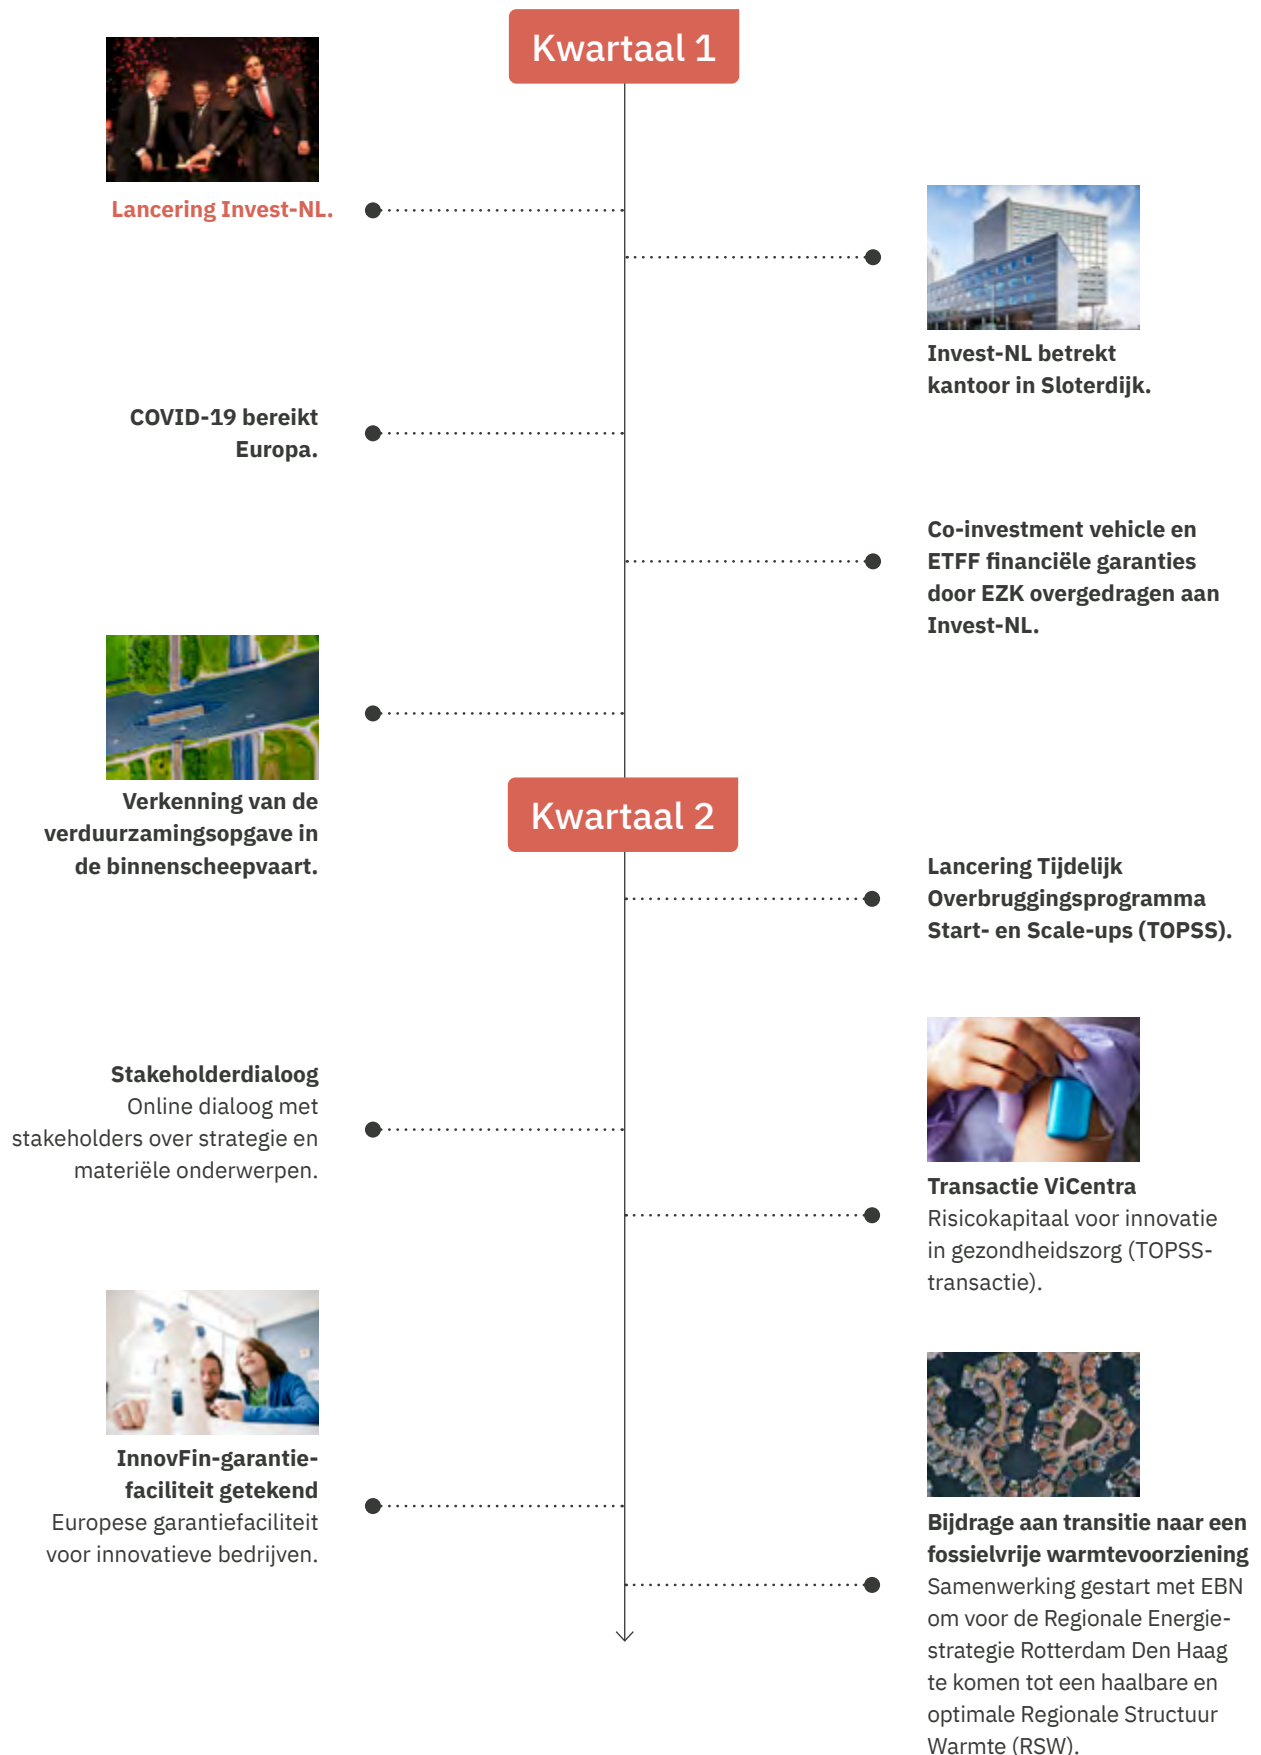 Kwartaal 1
Lancering Invest-NL.
Invest-NL betrekt
kantoor in Sloterdijk.
COVID-19 bereikt
Europa.
Co-investment vehicle en
ETFF financiële garanties
door EZK overgedragen aan
Invest-NL.
Verkenning van de
verduurzamingsopgave in
de binnenscheepvaart.
Kwartaal 2
Lancering Tijdelijk
Overbruggingsprogramma
Start- en Scale-ups (TOPSS).
Stakeholderdialoog
Online dialoog met
stakeholders over strategie en
materiële onderwerpen.
Transactie ViCentra
Risicokapitaal voor innovatie
in gezondheidszorg (TOPSS-
transactie).
InnovFin-garantie-
faciliteit getekend
Europese garantiefaciliteit
voor innovatieve bedrijven.
Bijdrage aan transitie naar een
fossielvrije warmtevoorziening
Samenwerking gestart met EBN
om voor de Regionale Energie-
strategie Rotterdam Den Haag
te komen tot een haalbare en
optimale Regionale Structuur
Warmte (RSW).